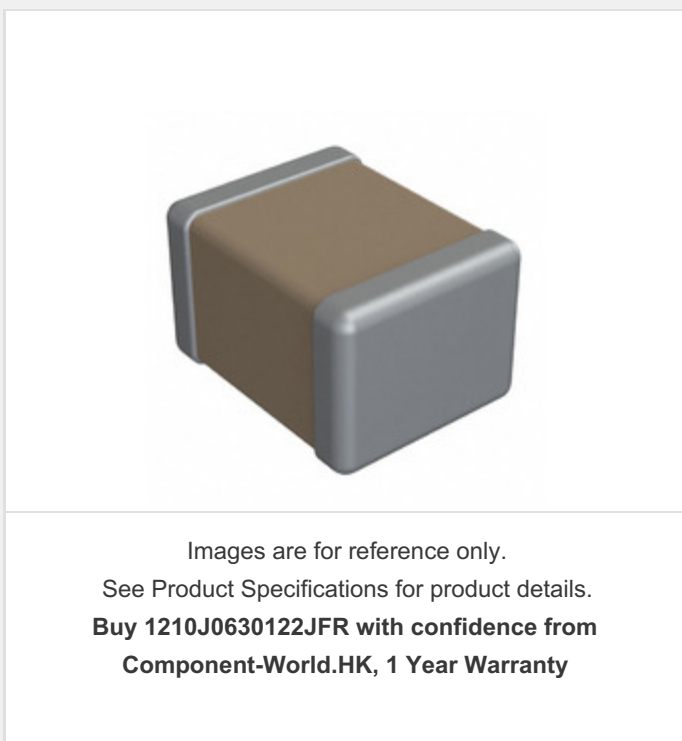 Images are for reference only.
See Product Specifications for product details.
Buy 1210J0630122JFR with confidence from
Component-World.HK, 1 Year Warranty